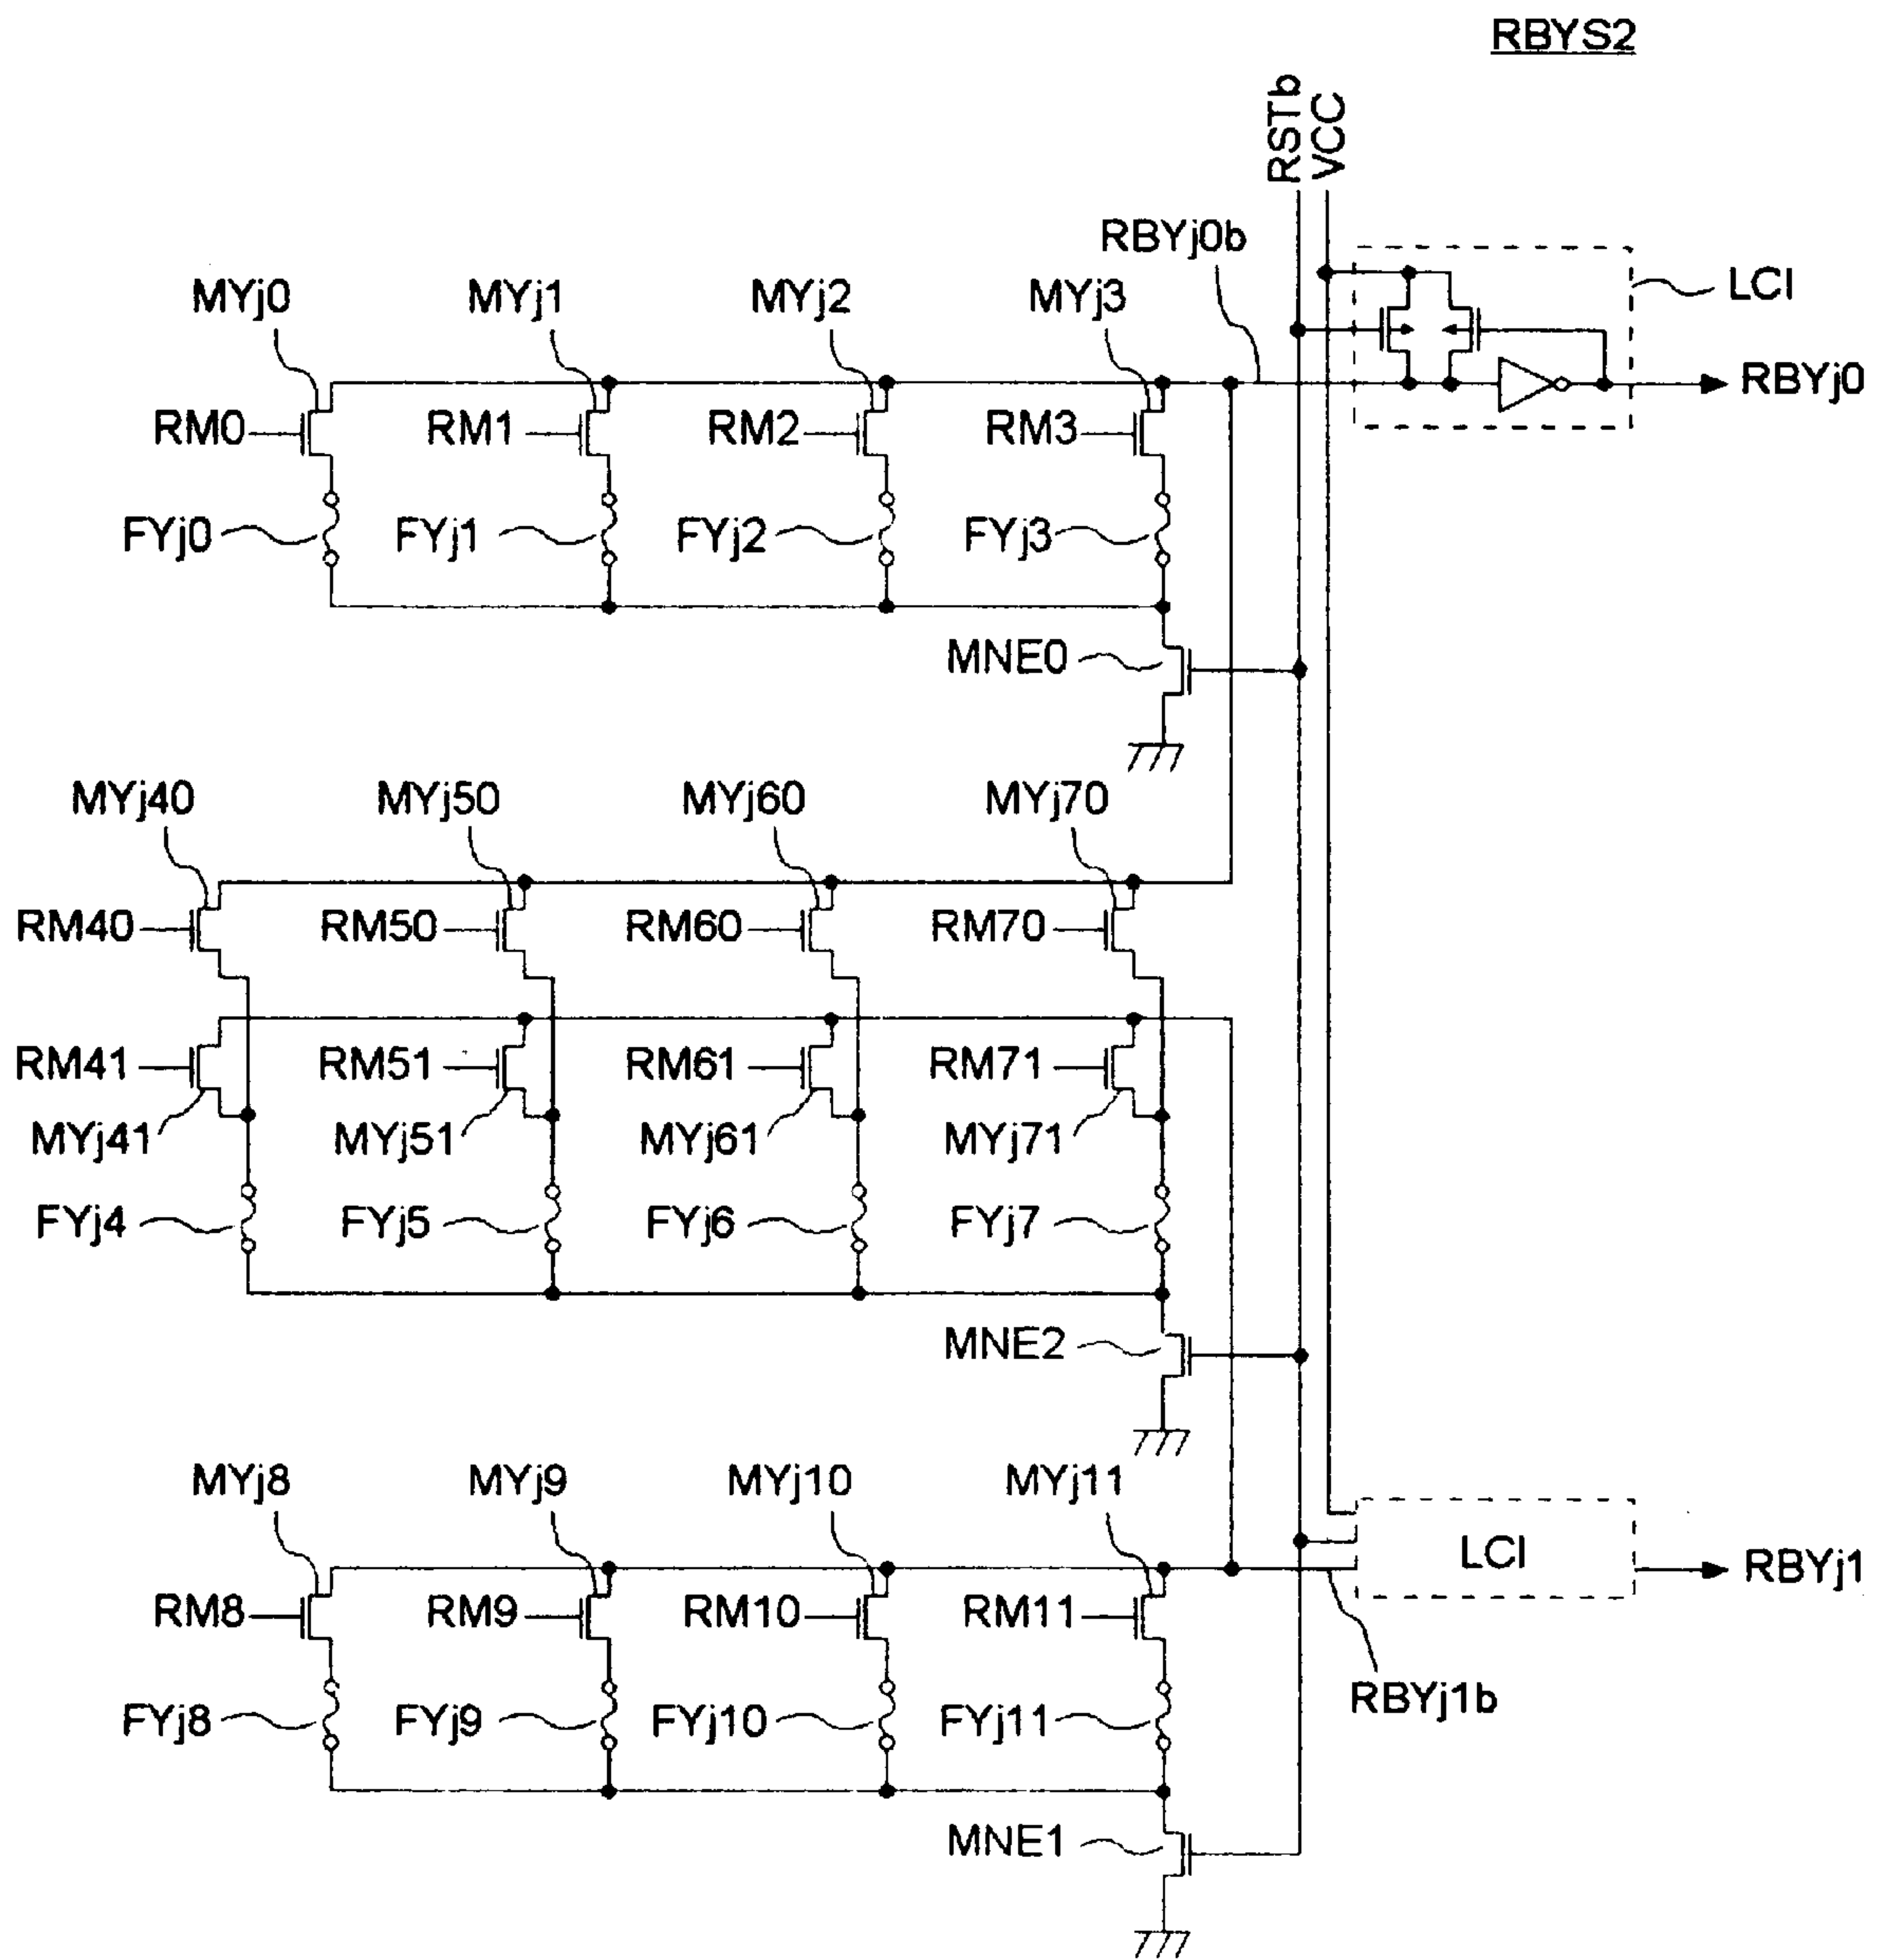 RBYS2
RSTb
VCC
RBYj0b
LCI
MYj0
MYj1
MYj2
MYj3
RBYj0
RM0
RM1
RM2
RM3
FYj0
FYj1
FYj2
FYj3
MNE0
MYj40
MYj50
MYj60
MYj70
RM40
RM50
RM60
RM70
RM41
RM51
RM61
RM71
MYj41
MYj51
MYj61
MYj71
FYj4
FYj5
FYj6
FYj7
MNE2
MYj8
MYj9
MYj10
MYj11
LCI
RBYj1
RM8
RM9
RM10
RM11
RBYj1b
FYj8
FYj9
FYj10
FYj11
MNE1